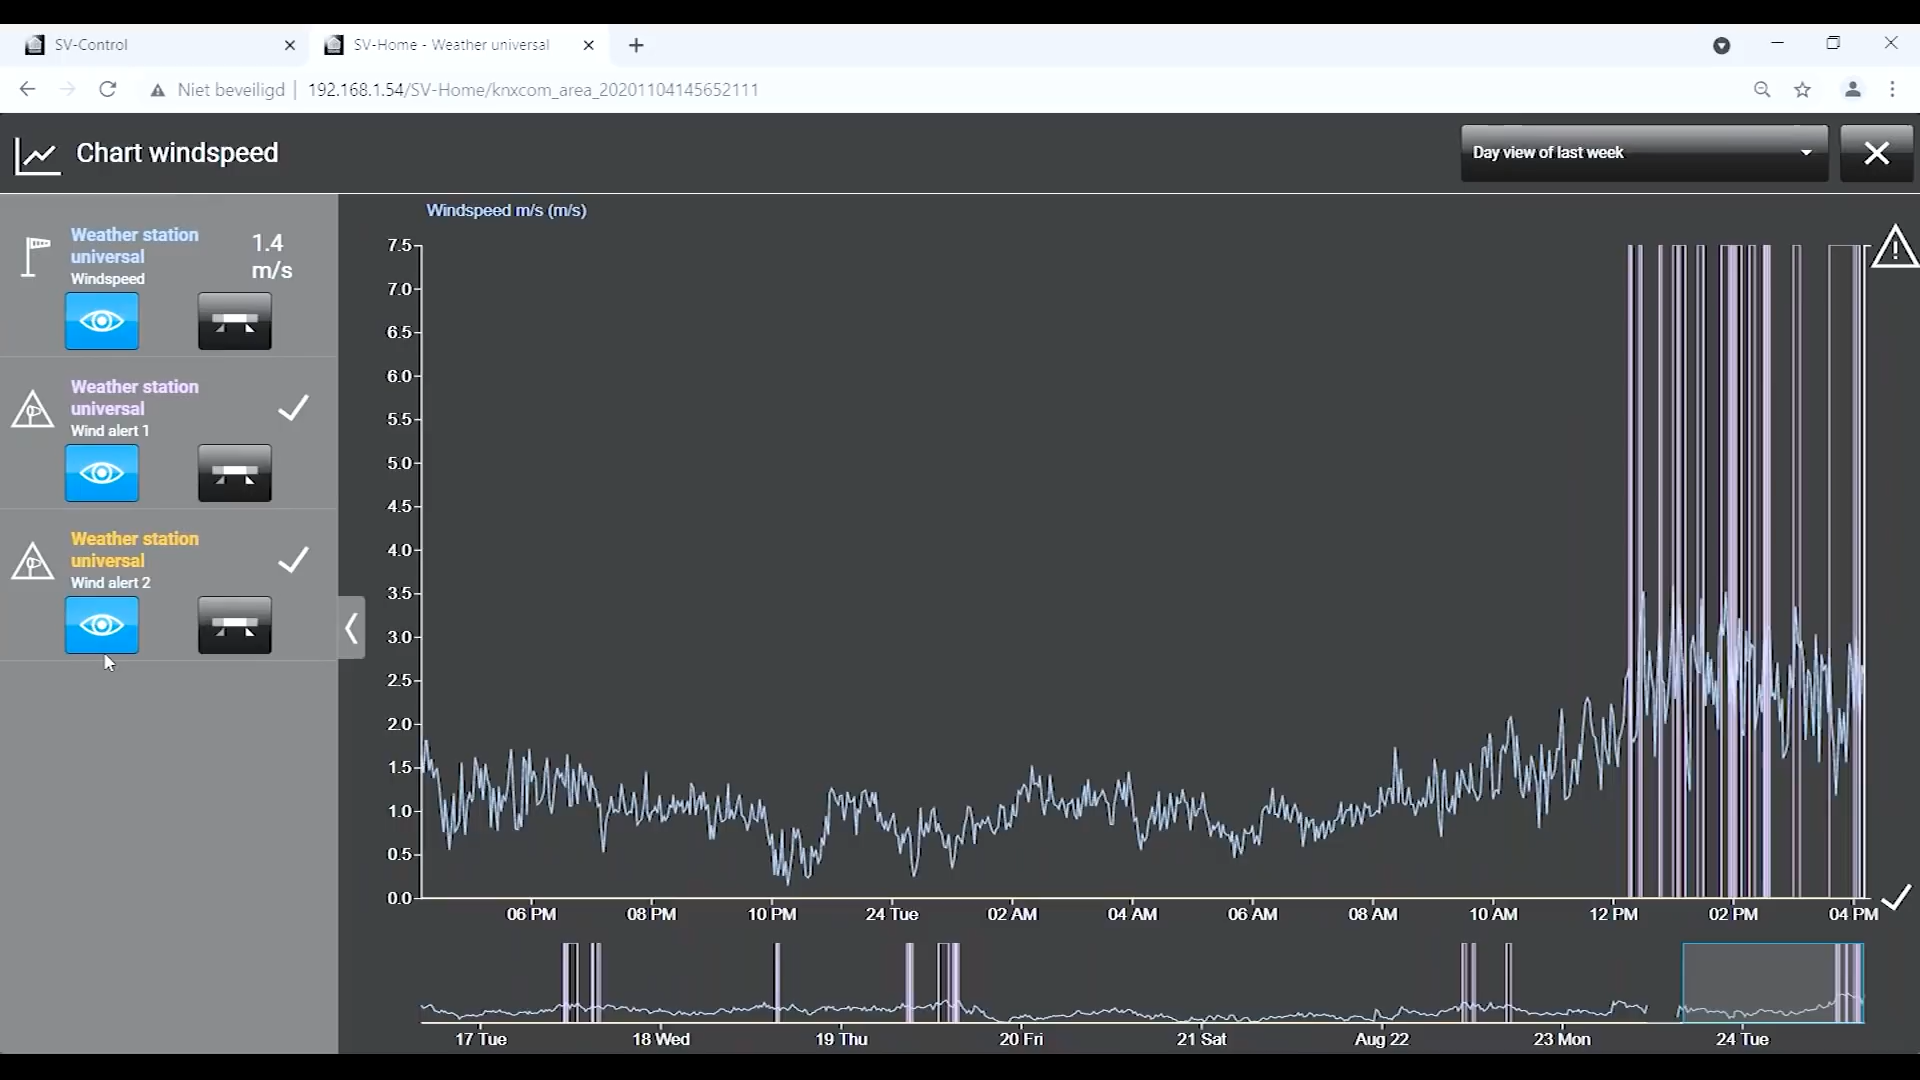 SV-Control
SV-Home - Weather universal
Niet beveiligd
192.168.1.54/SV-Home/knxcom_area_20201104145652111
Chart windspeed
Day view of last week
Weather station
universal
Windspeed
1.4
m/s
Weather station
universal
Wind alert 1
Weather station
universal
Wind alert 2
Windspeed m/s (m/s)
7.5
7.0
6.5
6.0
5.5
5.0
4.5
4.0
3.5
3.0
2.5
2.0
1.5
1.0
0.5
0.0
06 PM 08 PM 10 PM 24 Tue 02 AM 04 AM 06 AM 08 AM 10 AM 12 PM 02 PM 04 PM
17 Tue 18 Wed 19 Thu 20 Fri 21 Sat Aug 22 23 Mon 24 Tue